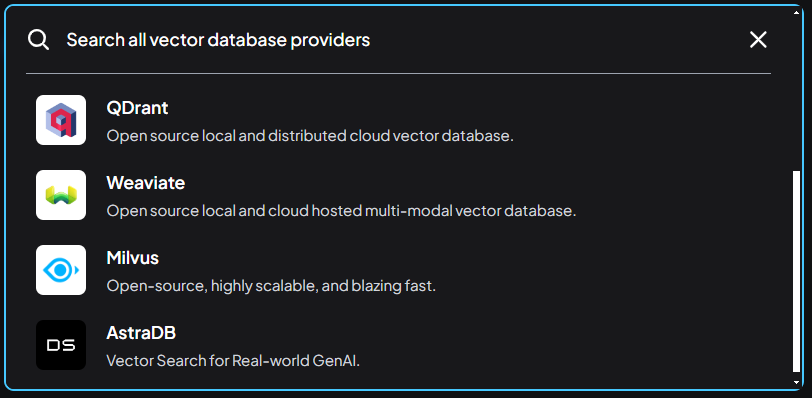 Search all vector database providers
QDrant
Open source local and distributed cloud vector database.
Weaviate
Open source local and cloud hosted multi-modal vector database.
Milvus
Open-source, highly scalable, and blazing fast.
DS
AstraDB
Vector Search for Real-world GenAI.